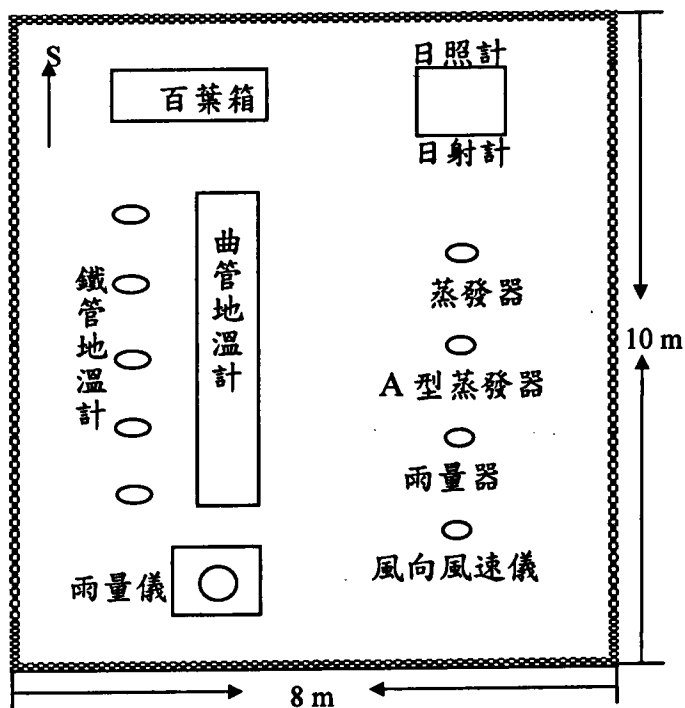 S
日照計
百葉箱
日射計
鐵管地溫計
曲管地溫計
蒸發器
10 m
A 型蒸發器
雨量器
風向風速儀
雨量儀
8 m